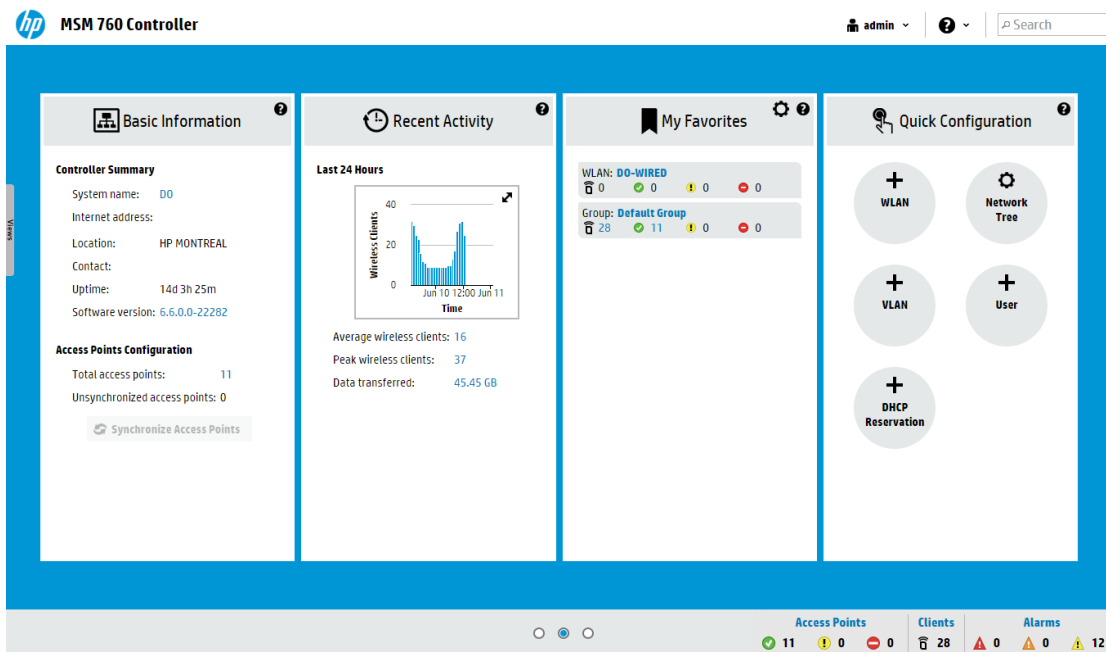 hp MSM 760 Controller
admin
?
Search
Views
Basic Information
?
Controller Summary
System name: DO
Internet address:
Location: HP MONTREAL
Contact:
Uptime: 14d 3h 25m
Software version: 6.6.0.0-22282
Access Points Configuration
Total access points: 11
Unsynchronized access points: 0
Synchronize Access Points
Recent Activity
?
Last 24 Hours
Wireless Clients
40
20
0
Jun 10 12:00 Jun 11
Time
Average wireless clients: 16
Peak wireless clients: 37
Data transferred: 45.45 GB
My Favorites
?
WLAN: DO-WIRED
0 0 ! 0 0
Group: Default Group
28 11 ! 0 0
Quick Configuration
?
+
WLAN
Network
Tree
+
VLAN
+
User
+
DHCP
Reservation
Access Points Clients Alarms
11 ! 0 0 28 ! 0 ! 0 ! 12